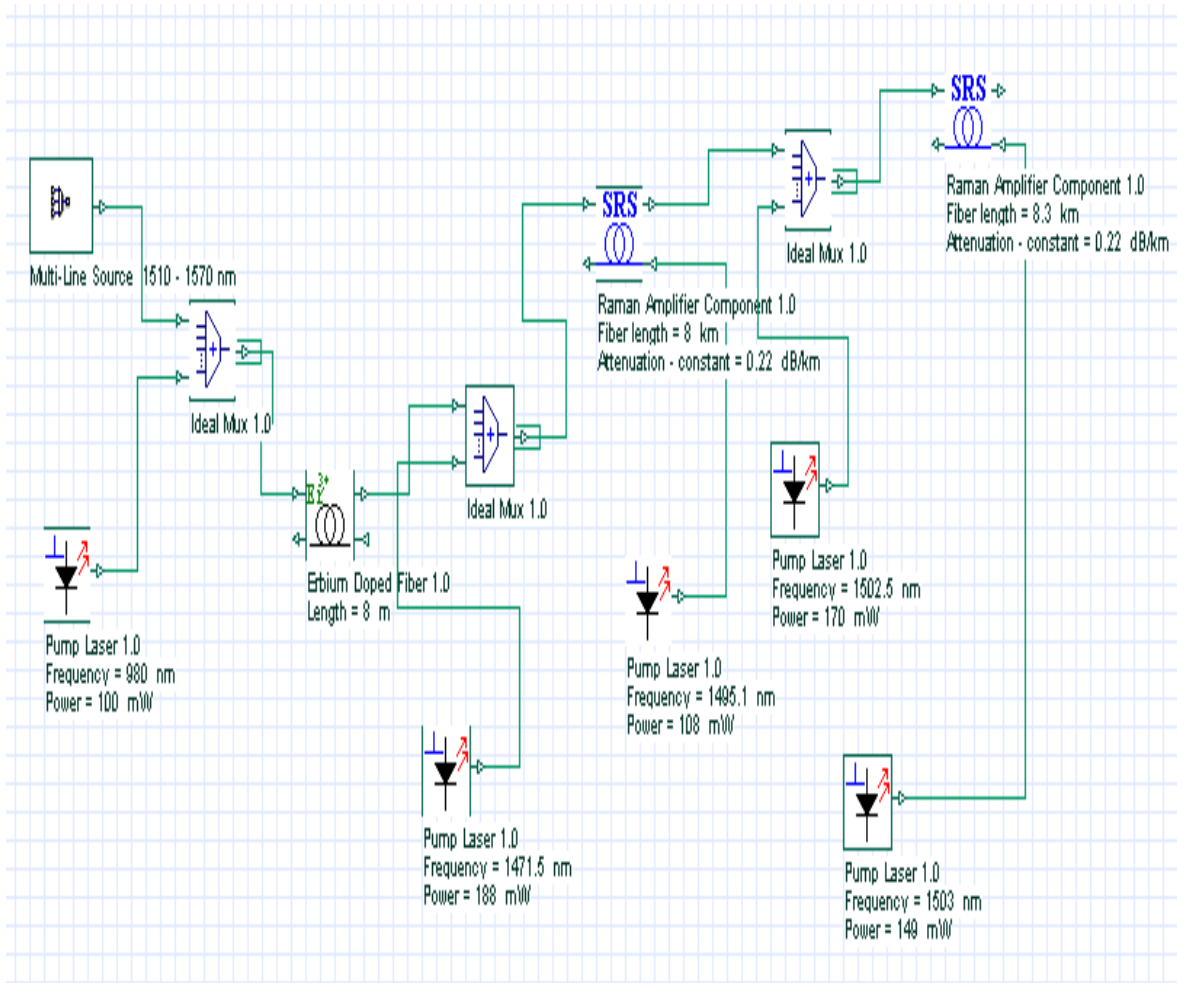 SRS
Raman Amplifier Component 1.0
Fiber length = 8.3 km
Attenuation - constant = 0.22 dB/km
Ideal Mux 1.0
SRS
Raman Amplifier Component 1.0
Fiber length = 8 km
Attenuation - constant = 0.22 dB/km
Multi-Line Source 1510 - 1570 nm
Ideal Mux 1.0
Ideal Mux 1.0
Er3+
Erbium Doped Fiber 1.0
Length = 8 m
Pump Laser 1.0
Frequency = 980 nm
Power = 100 mW
Pump Laser 1.0
Frequency = 1502.5 nm
Power = 170 mW
Pump Laser 1.0
Frequency = 1495.1 nm
Power = 108 mW
Pump Laser 1.0
Frequency = 1471.5 nm
Power = 188 mW
Pump Laser 1.0
Frequency = 1503 nm
Power = 149 mW